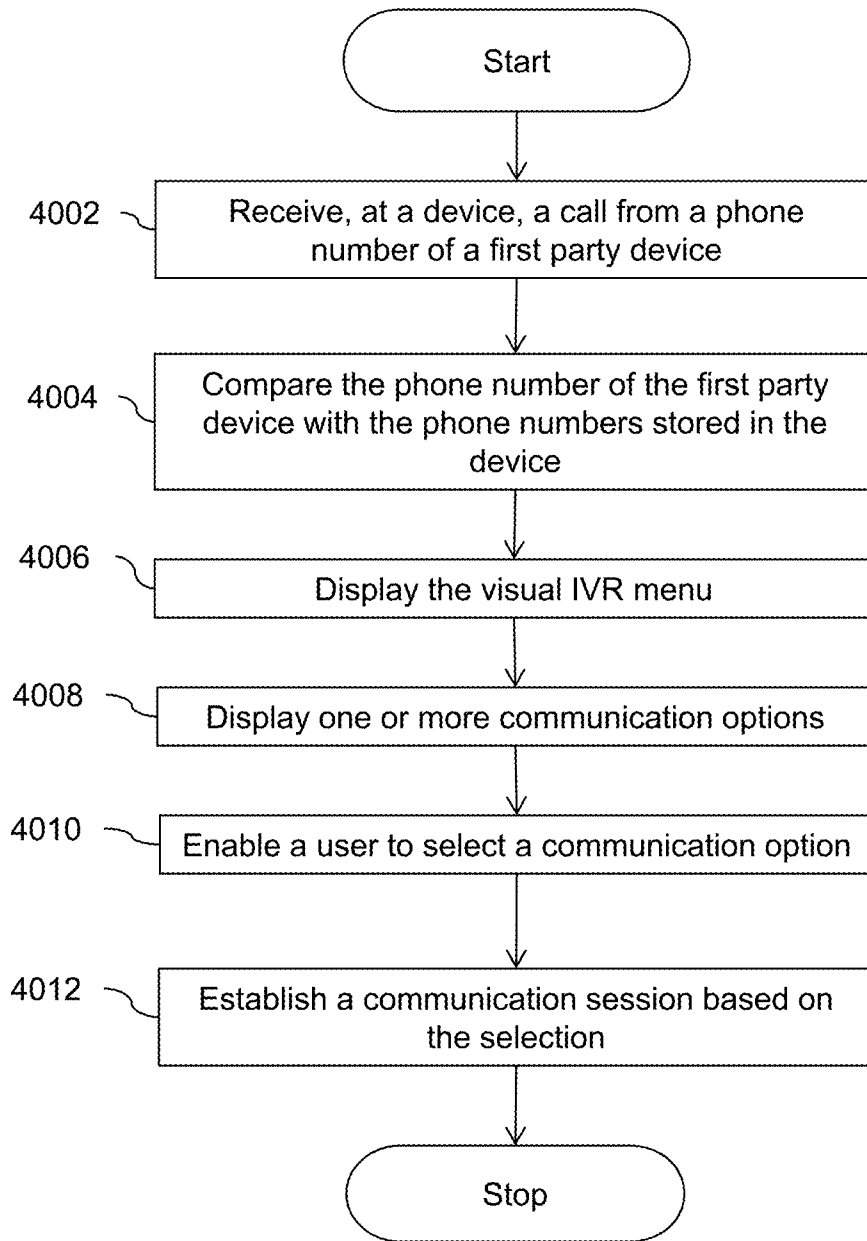 Start
4002
Receive, at a device, a call from a phone
number of a first party device
4004
Compare the phone number of the first party
device with the phone numbers stored in the
device
4006
Display the visual IVR menu
4008
Display one or more communication options
4010
Enable a user to select a communication option
4012
Establish a communication session based on
the selection
Stop